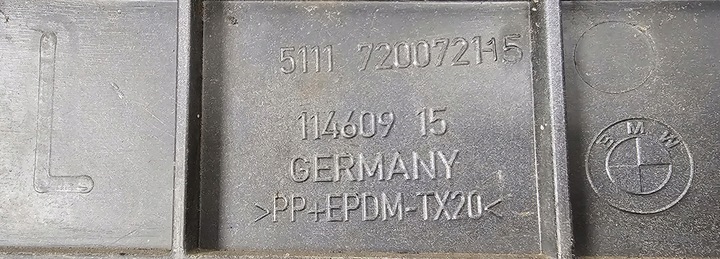 L
5111 7200721-15
114609 15
GERMANY
>PP+EPDM-TX20<
BMW